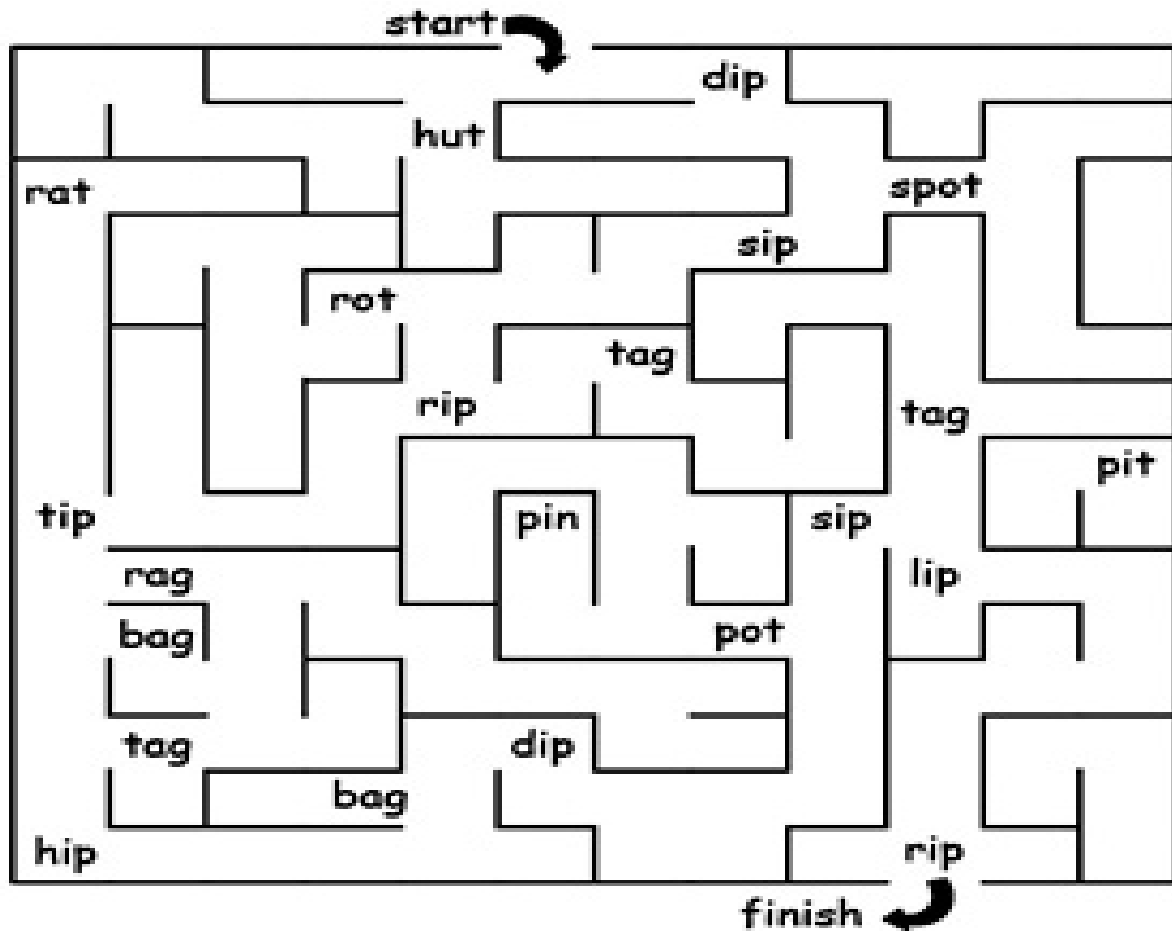 start
dip
hut
rat
spot
sip
rot
tag
rip
tag
pit
tip
pin
sip
rag
lip
bag
pot
tag
dip
bag
hip
rip
finish